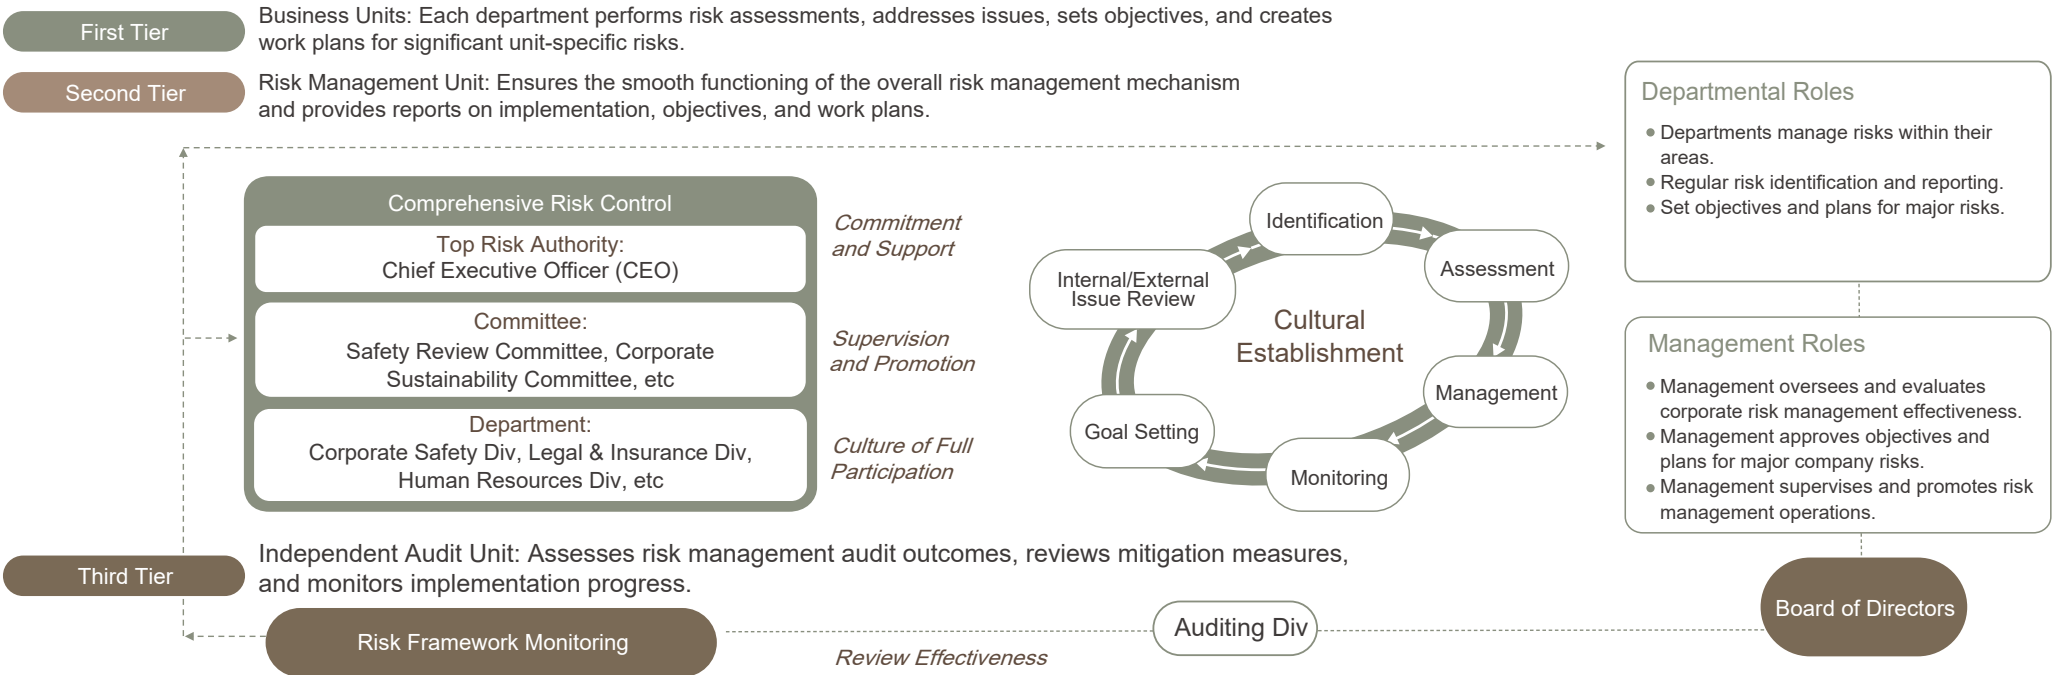 First Tier
Business Units: Each department performs risk assessments, addresses issues, sets objectives, and creates
work plans for significant unit-specific risks.
Second Tier
Risk Management Unit: Ensures the smooth functioning of the overall risk management mechanism
and provides reports on implementation, objectives, and work plans.
Comprehensive Risk Control
Top Risk Authority:
Chief Executive Officer (CEO)
Committee:
Safety Review Committee, Corporate
Sustainability Committee, etc
Department:
Corporate Safety Div, Legal & Insurance Div,
Human Resources Div, etc
Commitment
and Support
Supervision
and Promotion
Culture of Full
Participation
Identification
Assessment
Management
Monitoring
Goal Setting
Internal/External
Issue Review
Cultural
Establishment
Departmental Roles
Departments manage risks within their
areas.
Regular risk identification and reporting.
Set objectives and plans for major risks.
Management Roles
Management oversees and evaluates
corporate risk management effectiveness.
Management approves objectives and
plans for major company risks.
Management supervises and promotes risk
management operations.
Third Tier
Independent Audit Unit: Assesses risk management audit outcomes, reviews mitigation measures,
and monitors implementation progress.
Risk Framework Monitoring
Review Effectiveness
Auditing Div
Board of Directors